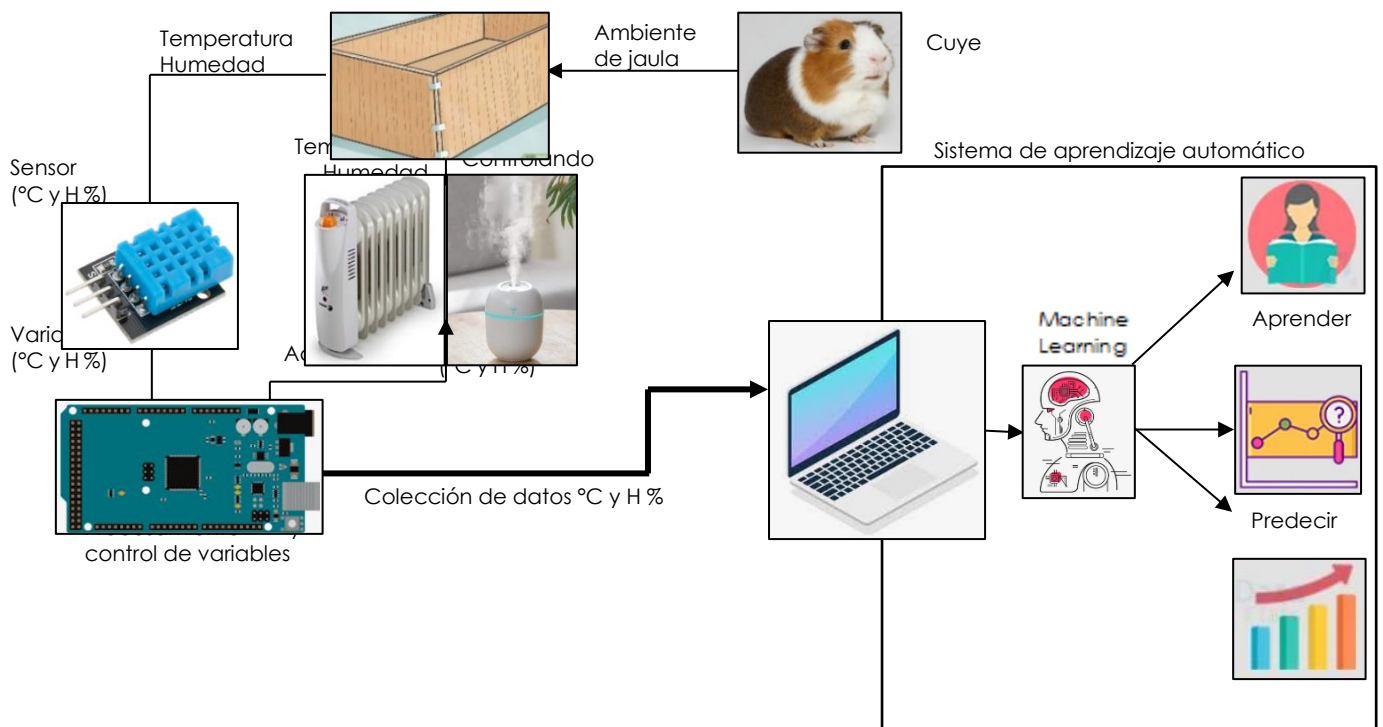 Temperatura
Humedad
Ambiente
de jaula
Cuye
Controlando
Humedad
Sistema de aprendizaje automático
Sensor
(°C y H %)
Aprender
Machine
Learning
(°C y H %)
(°C y H %)
Colección de datos °C y H %
Predecir
control de variables